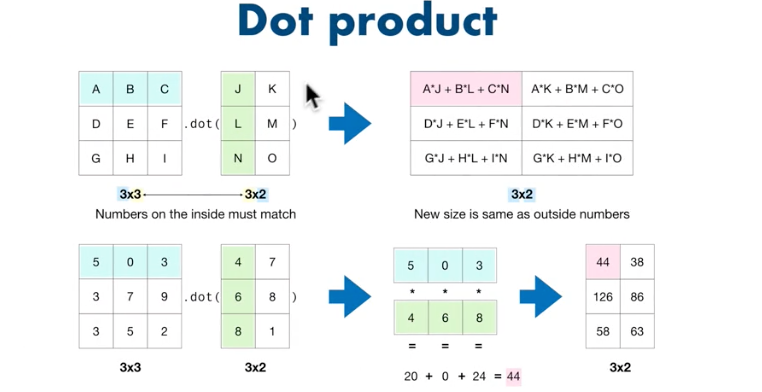 Dot product
A B C
D E F
G H I
.dot(
J K
L M
N O
)
A*J + B*L + C*N A*K + B*M + C*O
D*J + E*L + F*N D*K + E*M + F*O
G*J + H*L + I*N G*K + H*M + I*O
3x3 3x2
Numbers on the inside must match
3x2
New size is same as outside numbers
5 0 3
3 7 9
3 5 2
.dot(
4 7
6 8
8 1
)
5 0 3
* * *
4 6 8
= = =
20 + 0 + 24 = 44
44 38
126 86
58 63
3x3
3x2
3x2